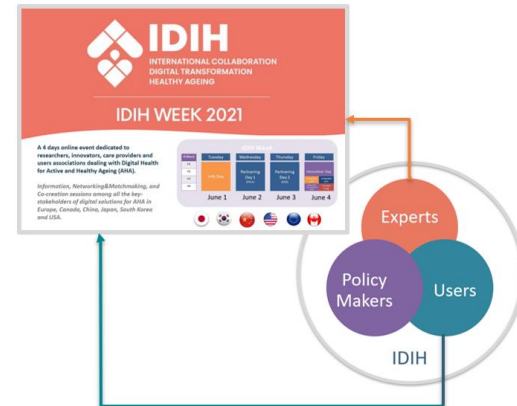 IDIH
INTERNATIONAL COLLABORATION
DIGITAL TRANSFORMATION
HEALTHY AGEING
IDIH WEEK 2021
A 4 days online event dedicated to
researchers, innovators, care providers and
users associations dealing with Digital Health
for Active and Healthy Ageing (AHA).
Information, Networking&Matchmaking, and
Co-creation sessions among all the key-
stakeholders of digital solutions for AHA in
Europe, Canada, China, Japan, South Korea
and USA.
IDIH Week
Tuesday Wednesday Thursday Friday
Partnering Partnering
Day 1 Day 2
June 1 June 2 June 3 June 4
Experts
Policy
Makers
Users
IDIH